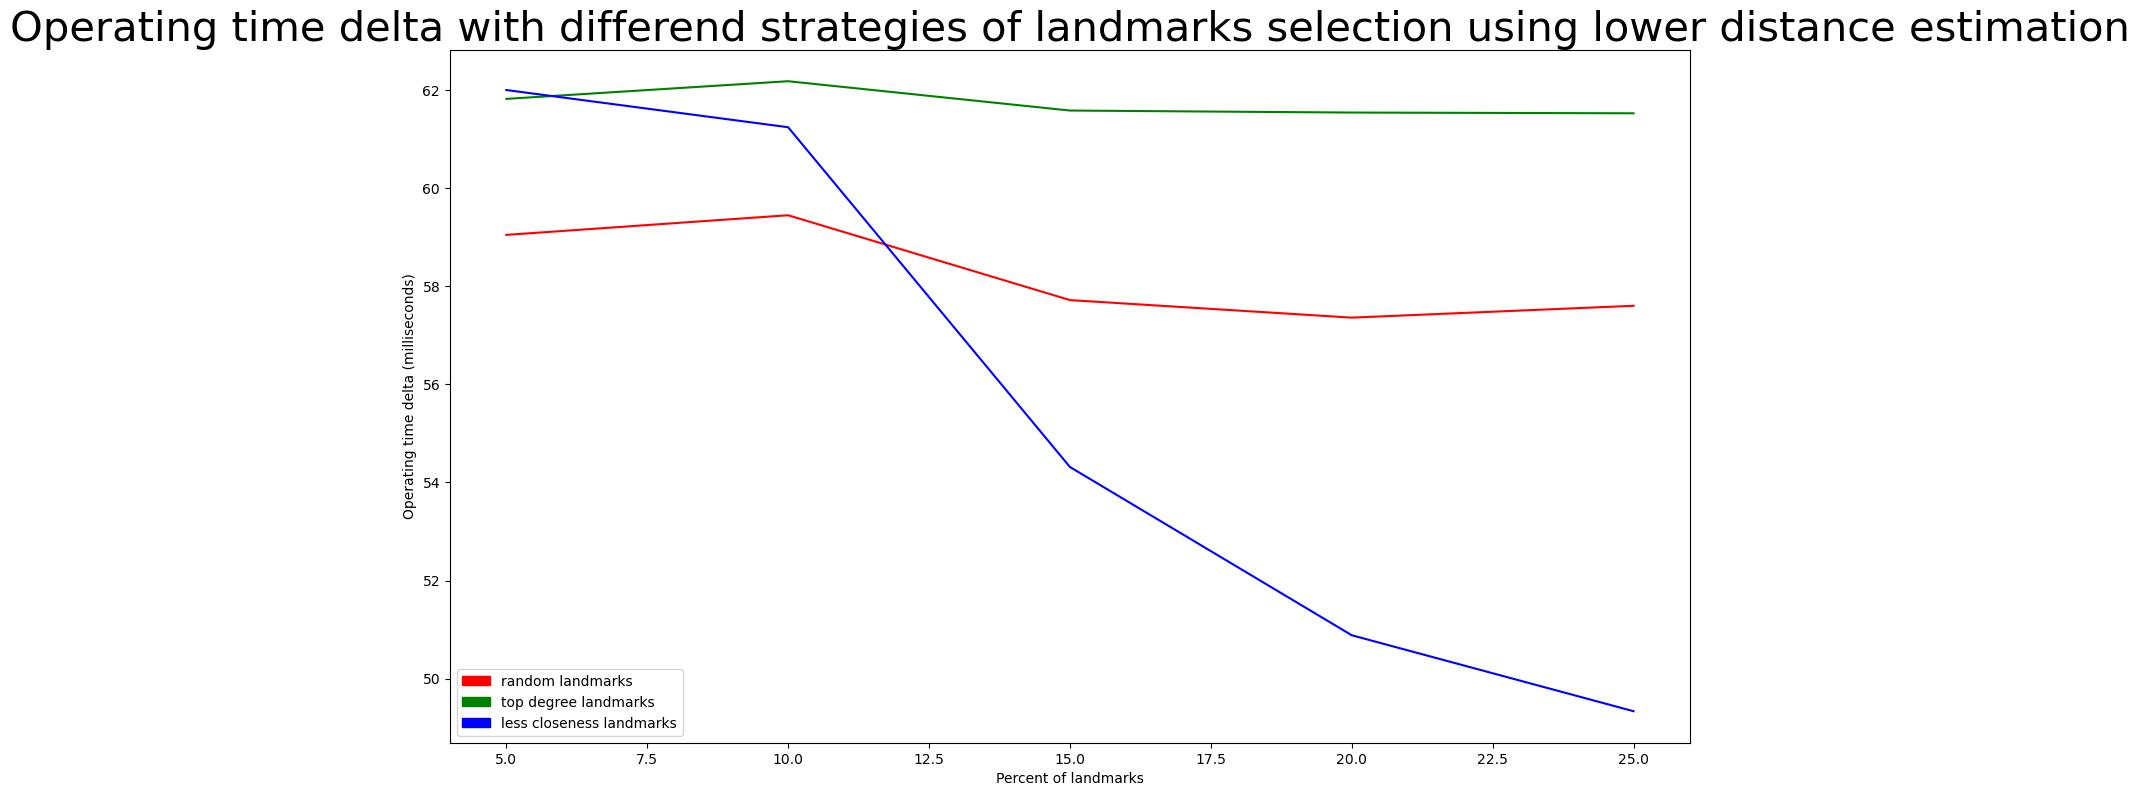 Operating time delta with differend strategies of landmarks selection using lower distance estimation
62
60
58
56
54
52
50
Operating time delta (milliseconds)
random landmarks
top degree landmarks
less closeness landmarks
5.0 7.5 10.0 12.5 15.0 17.5 20.0 22.5 25.0
Percent of landmarks